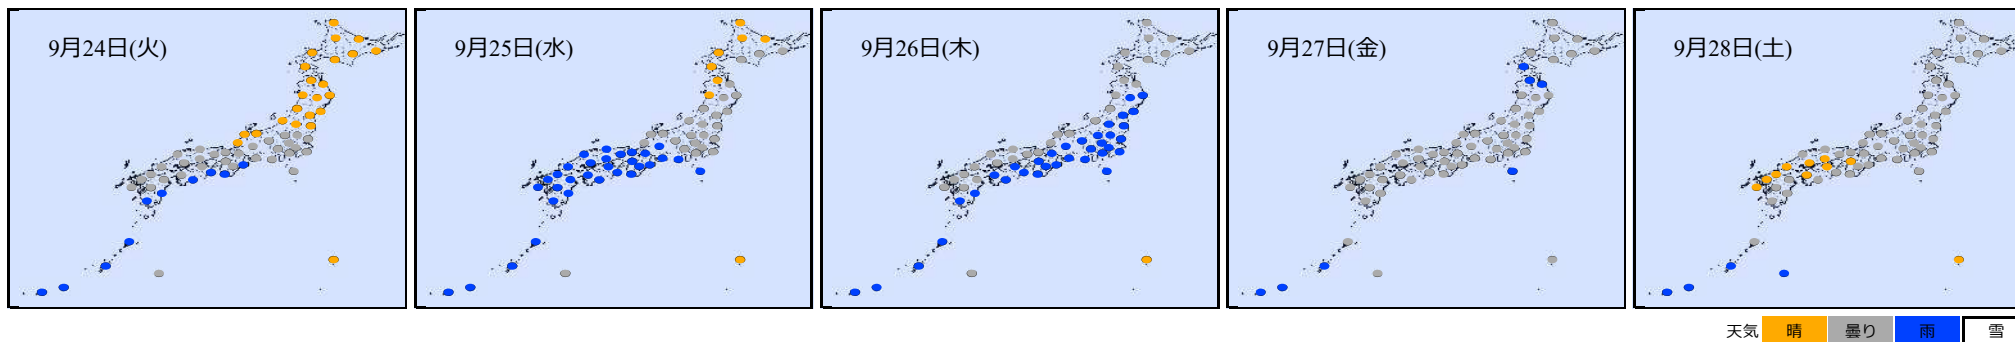 9月24日(火)
9月25日(水)
9月26日(木)
9月27日(金)
9月28日(土)
天気 晴 曇り 雨 雪